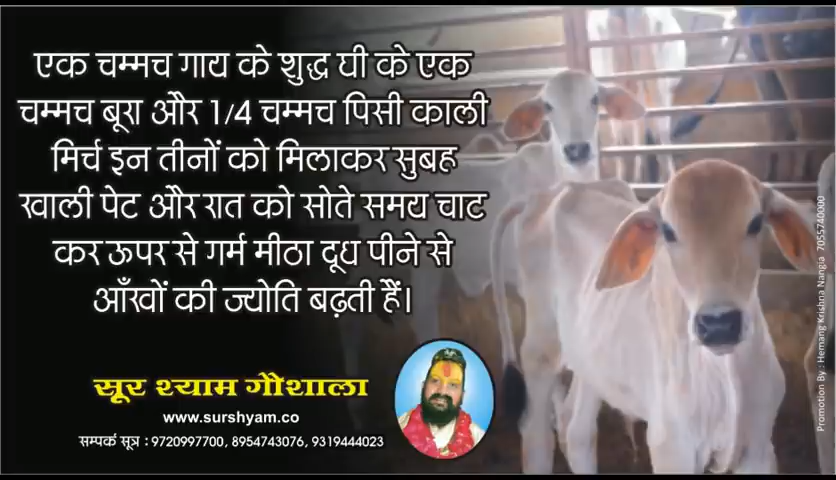 एक चम्मच गाय के शुद्ध घी के एक
चम्मच बूरा और 1/4 चम्मच पिसी काली
मिर्च इन तीनों को मिलाकर सुबह
खाली पेट और रात को सोते समय चाट
कर ऊपर से गर्म मीठा दूध पीने से
आँखों की ज्योति बढ़ती हैं।
सूर श्याम गौशाला
www.surshyam.co
सम्पर्क सूत्र : 9720997700, 8954743076, 9319444023
Promotion By : Hemang Krishna Nangia 7055740000